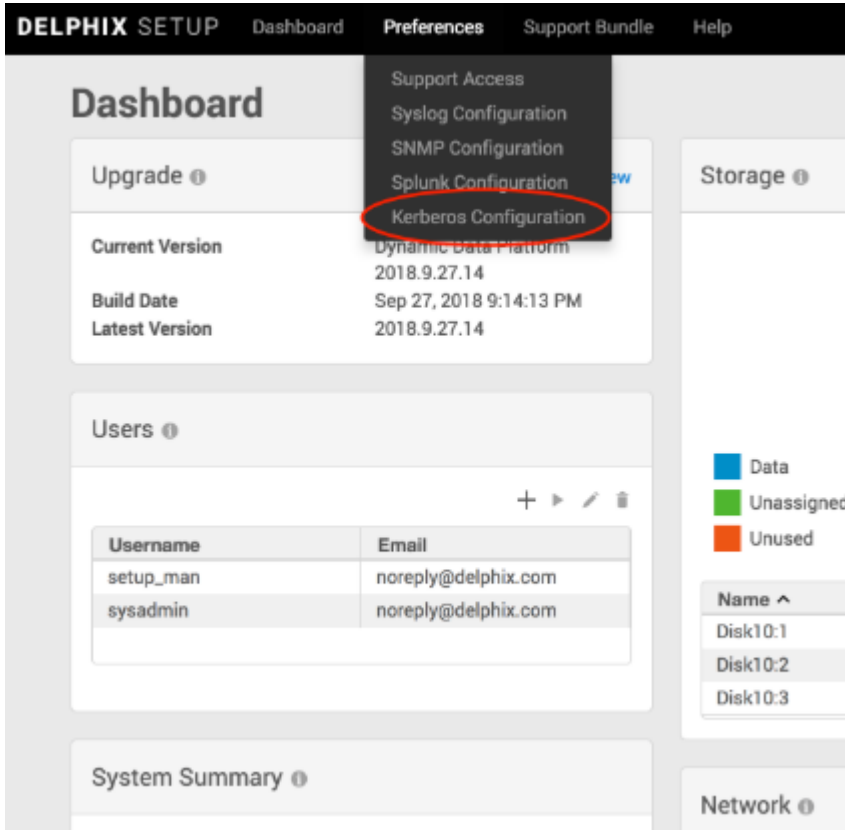 DELPHIX SETUP Dashboard Preferences Support Bundle Help
Support Access
Syslog Configuration
SNMP Configuration
Splunk Configuration
Kerberos Configuration
Dashboard
Upgrade
Current Version Dynamic Data Platform
2018.9.27.14
Build Date Sep 27, 2018 9:14:13 PM
Latest Version 2018.9.27.14
Users
Username Email
setup_man noreply@delphix.com
sysadmin noreply@delphix.com
System Summary
Storage
Data
Unassigned
Unused
Name
Disk10:1
Disk10:2
Disk10:3
Network